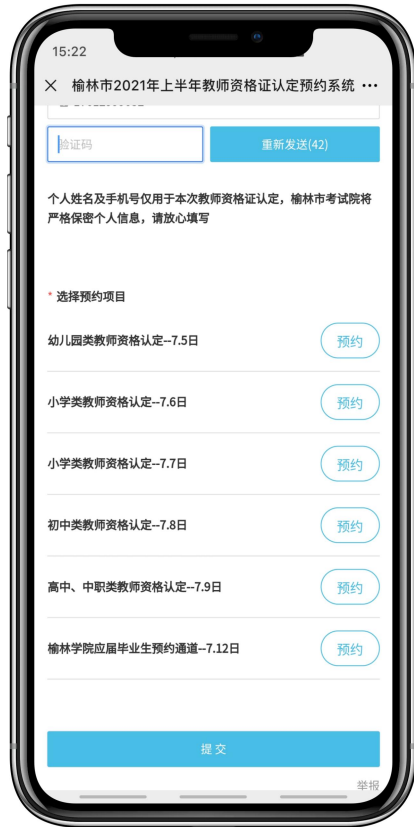 15:22
× 榆林市2021年上半年教师资格证认定预约系统 •••
验证码
重新发送(42)
个人姓名及手机号仅用于本次教师资格证认定，榆林市考试院将
严格保密个人信息，请放心填写
* 选择预约项目
幼儿园类教师资格认定--7.5日 预约
小学类教师资格认定--7.6日 预约
小学类教师资格认定--7.7日 预约
初中类教师资格认定--7.8日 预约
高中、中职类教师资格认定--7.9日 预约
榆林学院应届毕业生预约通道--7.12日 预约
提交
举报